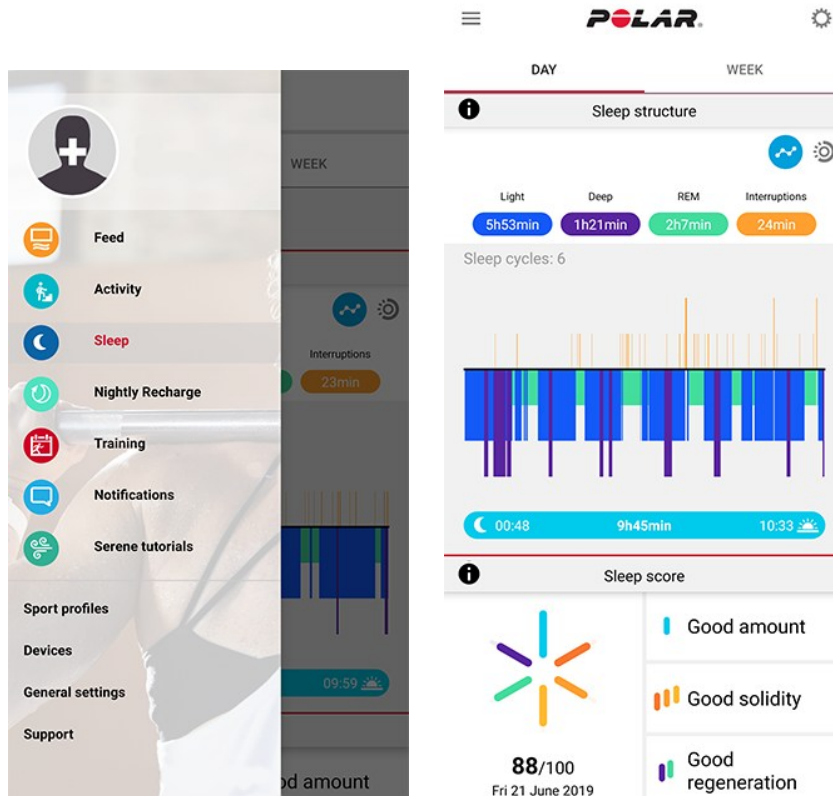 WEEK
Feed
Activity
Sleep
Nightly Recharge
Training
Notifications
Serene tutorials
Interruptions
23min
09:59
Sport profiles
Devices
General settings
Support
od amount
POLAR.
DAY
WEEK
Sleep structure
Light
Deep
REM
Interruptions
5h53min
1h21min
2h7min
24min
Sleep cycles: 6
00:48
9h45min
10:33
Sleep score
Good amount
Good solidity
Good
regeneration
88/100
Fri 21 June 2019